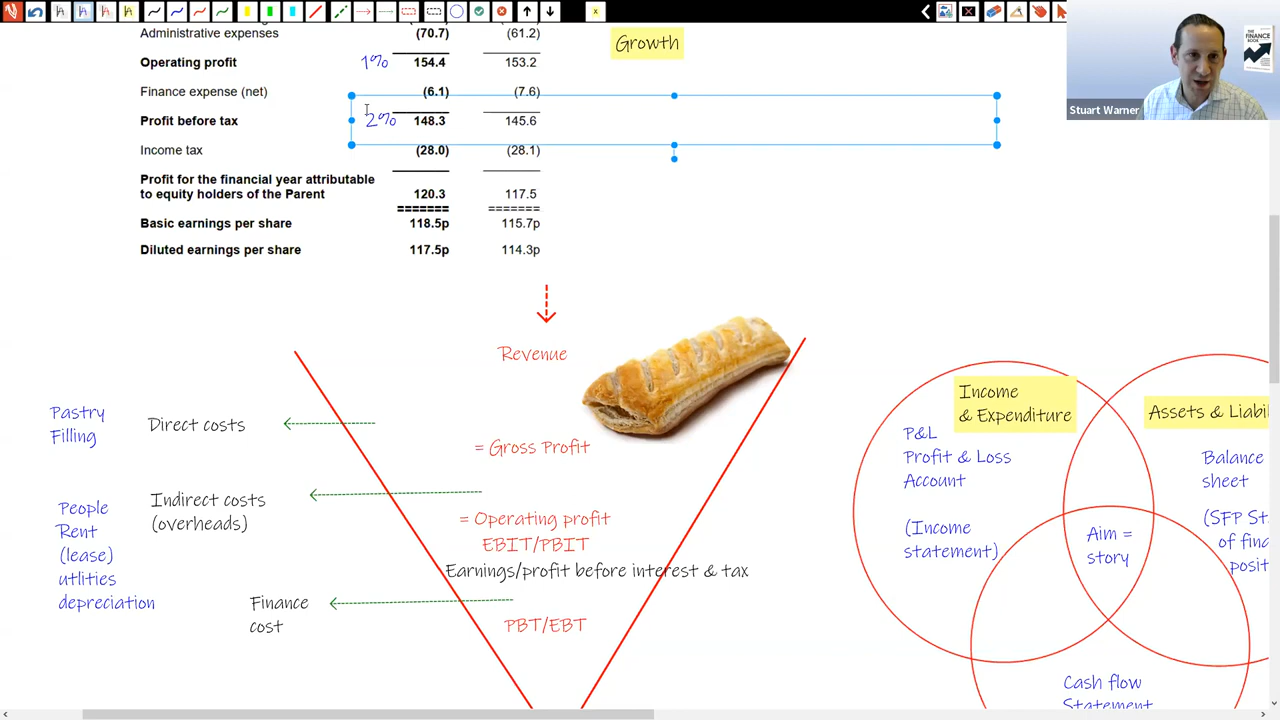 Administrative expenses (70.7) (61.2)
Growth
Operating profit 1% 154.4 153.2
Finance expense (net) (6.1) (7.6)
Profit before tax 2% 148.3 145.6
Income tax (28.0) (28.1)
Profit for the financial year attributable
to equity holders of the Parent 120.3 117.5
======= =======
Basic earnings per share 118.5p 115.7p
Diluted earnings per share 117.5p 114.3p
Stuart Warner
THE
FINANCE
BOOK
Revenue
Pastry
Filling
Direct costs
= Gross Profit
People
Rent
(lease)
utlities
depreciation
Indirect costs
(overheads)
= Operating profit
EBIT/PBIT
Earnings/profit before interest & tax
Finance
cost
PBT/EBT
Income
& Expenditure
P&L
Profit & Loss
Account
(Income
statement)
Aim =
story
Assets & Liabi
Balance
sheet
(SFP St
of fina
posit
Cash flow
Statement